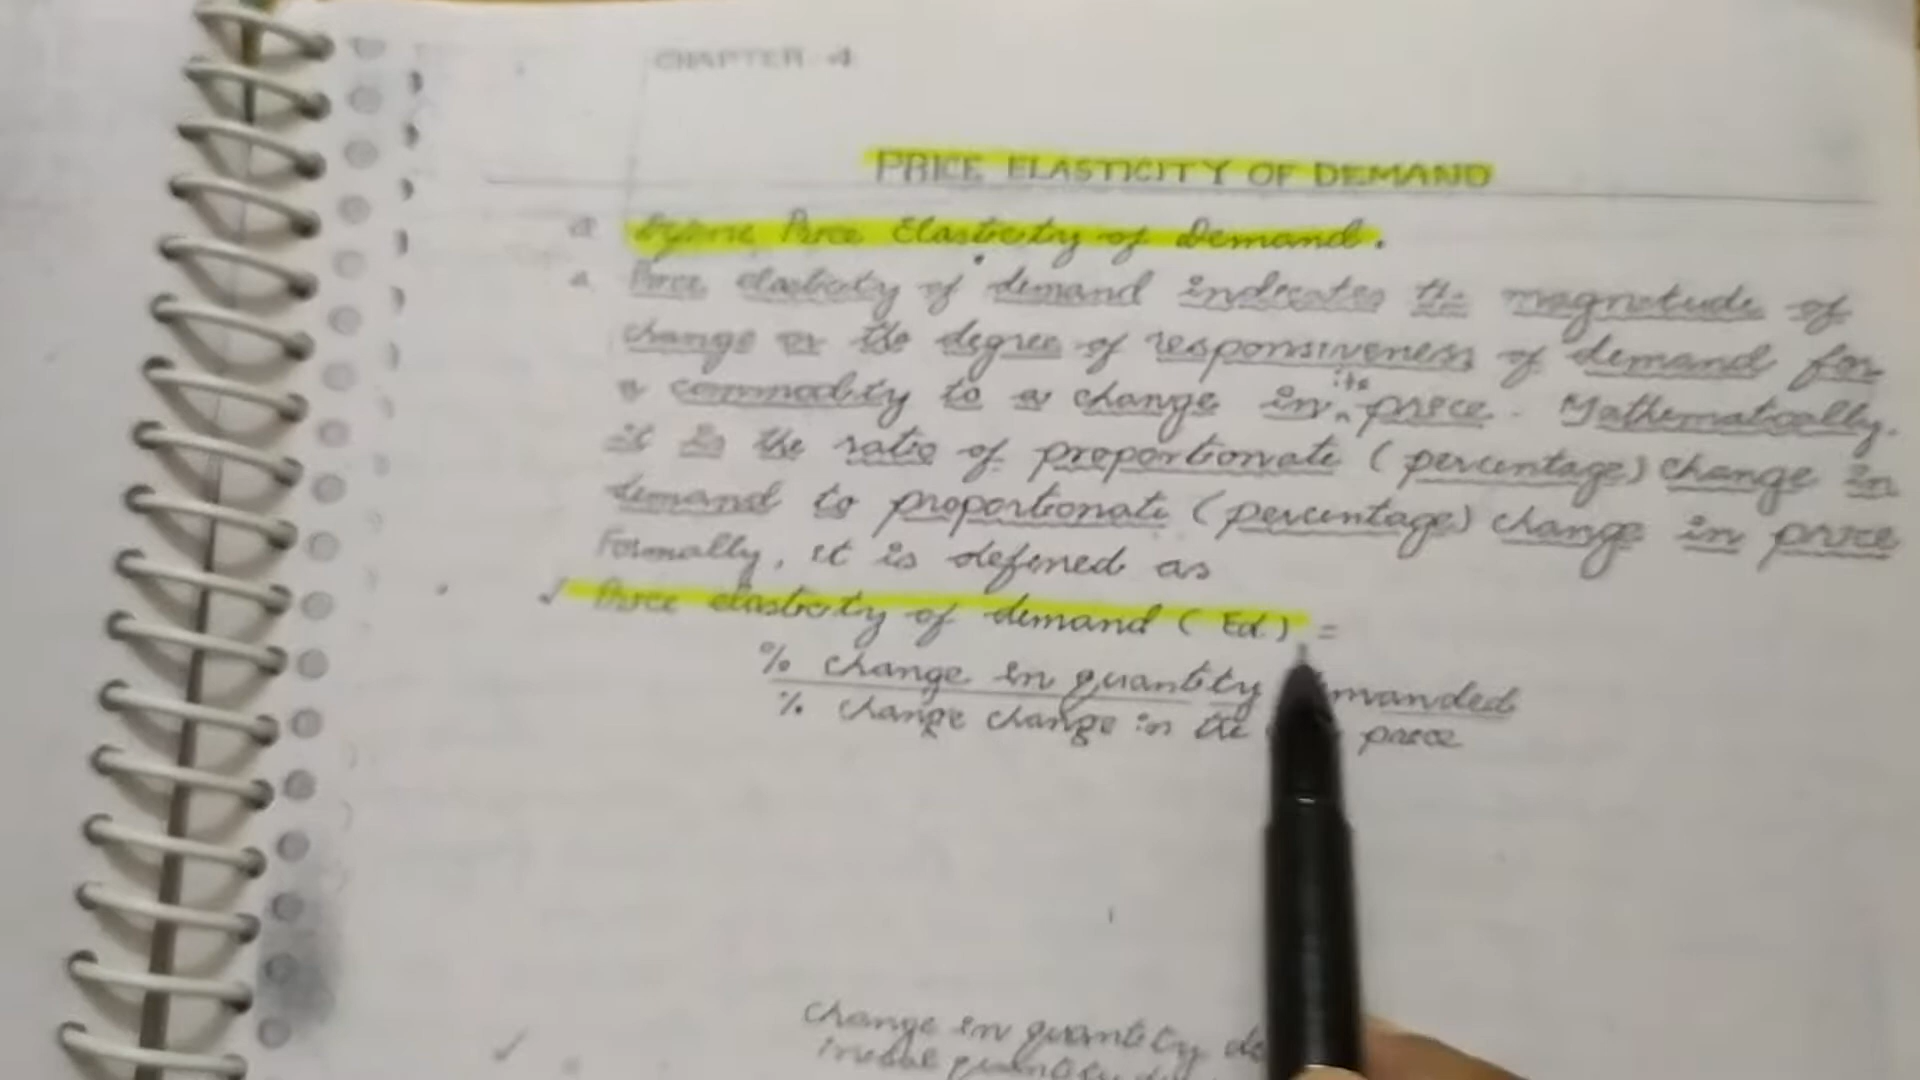 CHAPTER 4
PRICE ELASTICITY OF DEMAND
Define Price Elasticity of Demand.
Price elasticity of demand indicates the magnitude of
change or the degree of responsiveness of demand for
a commodity to a change in its price. Mathematically,
it is the ratio of proportionate (percentage) change in
demand to proportionate (percentage) change in price
Formally, it is defined as
✓ Price elasticity of demand (Ed) =
% change in quantity
% change change in the price
change in quantity